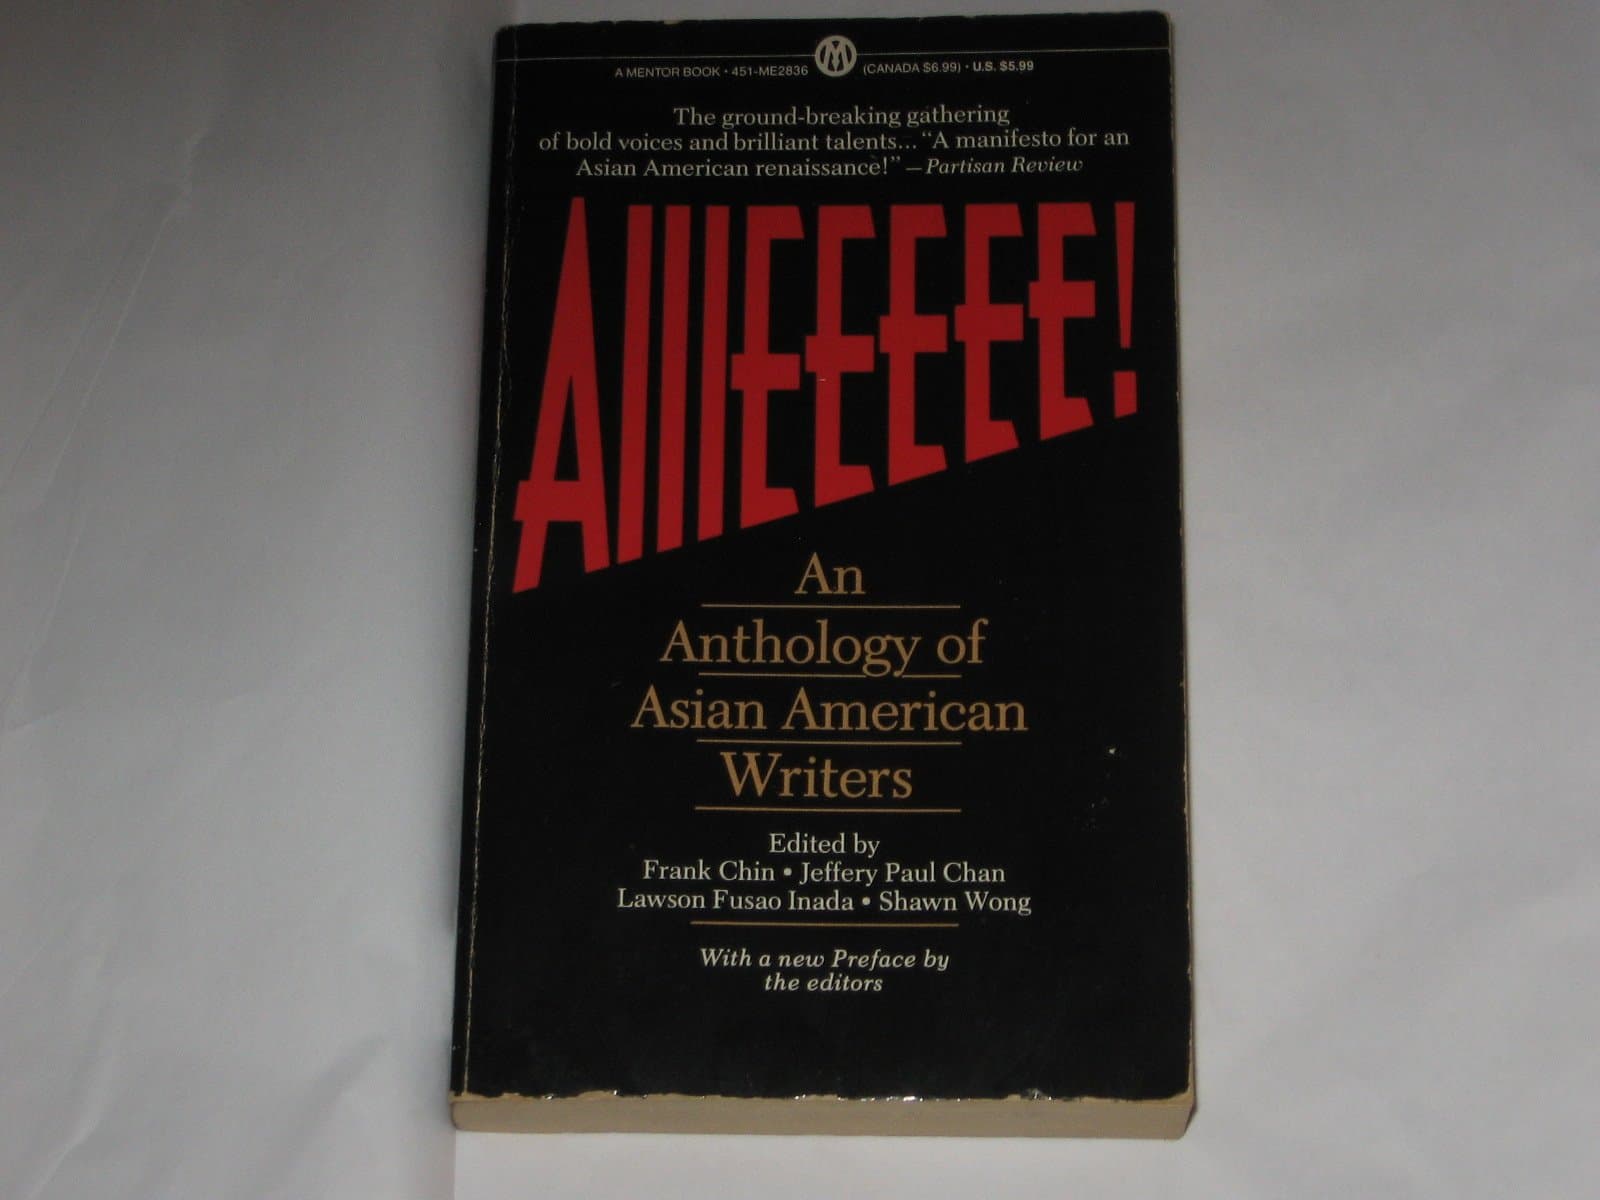 A MENTOR BOOK • 451-ME2836 M (CANADA $6.99) • U.S. $5.99
The ground-breaking gathering
of bold voices and brilliant talents... “A manifesto for an
Asian American renaissance!” —Partisan Review
AIIIEEEEE!
An
Anthology of
Asian American
Writers
Edited by
Frank Chin • Jeffery Paul Chan
Lawson Fusao Inada • Shawn Wong
With a new Preface by
the editors